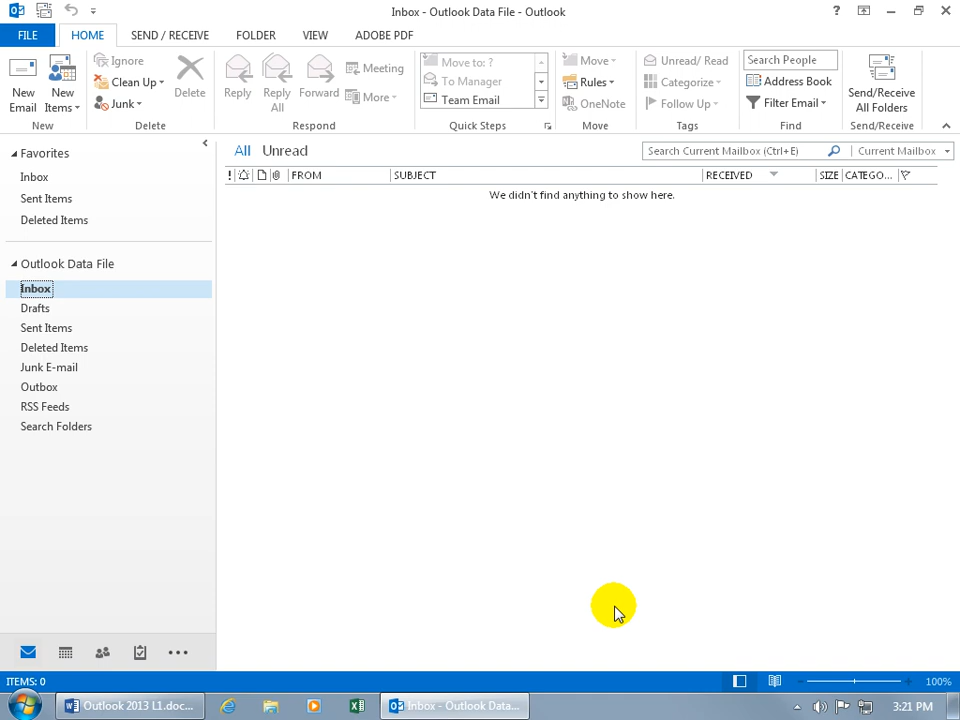 Inbox - Outlook Data File - Outlook
?
FILE
HOME
SEND / RECEIVE
FOLDER
VIEW
ADOBE PDF
New Email
New Items
New
Ignore
Clean Up
Junk
Delete
Delete
Reply
Reply All
Forward
Meeting
More
Respond
Move to: ?
To Manager
Team Email
Quick Steps
Move
Rules
OneNote
Move
Unread/ Read
Categorize
Follow Up
Tags
Search People
Address Book
Filter Email
Find
Send/Receive All Folders
Send/Receive
Favorites
Inbox
Sent Items
Deleted Items
Outlook Data File
Inbox
Drafts
Sent Items
Deleted Items
Junk E-mail
Outbox
RSS Feeds
Search Folders
All Unread
Search Current Mailbox (Ctrl+E)
Current Mailbox
! FROM SUBJECT RECEIVED SIZE CATEGO...
We didn't find anything to show here.
ITEMS: 0
100%
Outlook 2013 L1.doc...
Inbox - Outlook Data...
3:21 PM